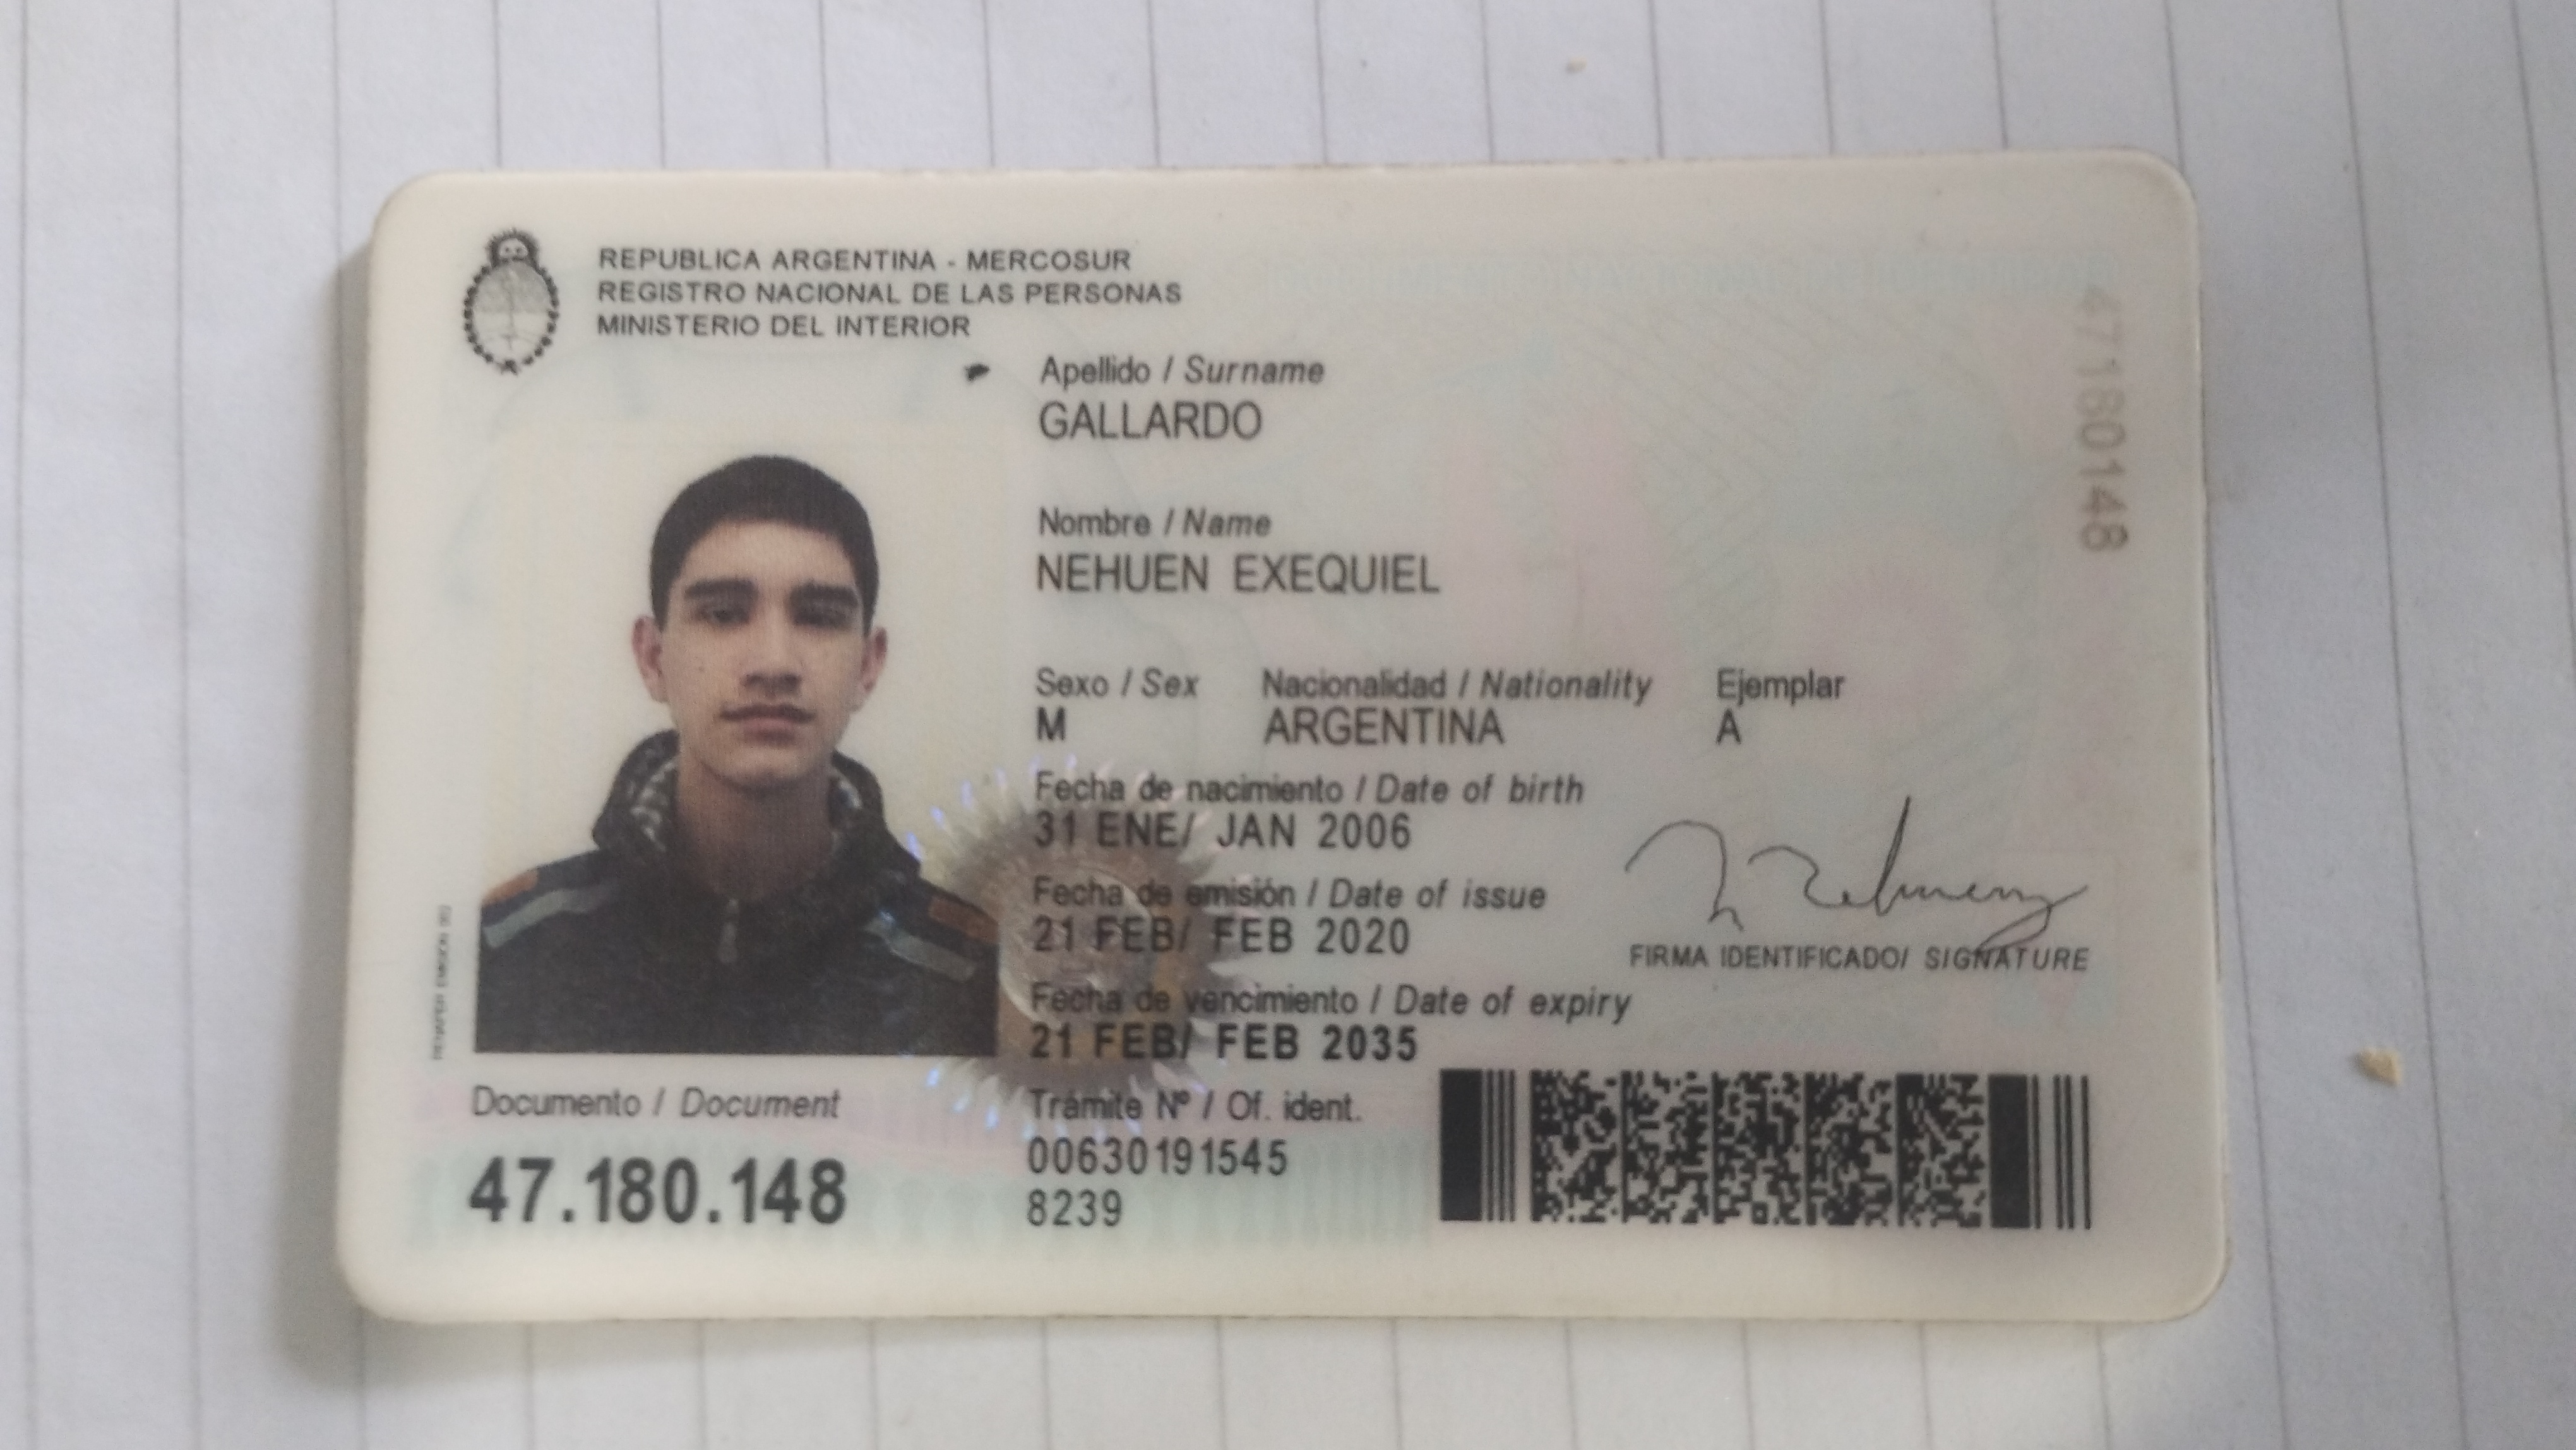 REPUBLICA ARGENTINA - MERCOSUR
REGISTRO NACIONAL DE LAS PERSONAS
MINISTERIO DEL INTERIOR
Apellido / Surname
GALLARDO
Nombre / Name
NEHUEN EXEQUIEL
Sexo / Sex Nacionalidad / Nationality Ejemplar
M ARGENTINA A
Fecha de nacimiento / Date of birth
31 ENE/ JAN 2006
Fecha de emisión / Date of issue
21 FEB/ FEB 2020
FIRMA IDENTIFICADO/ SIGNATURE
Fecha de vencimiento / Date of expiry
21 FEB/ FEB 2035
Documento / Document
47.180.148
Trámite Nº / Of. ident.
00630191545
8239
47180148